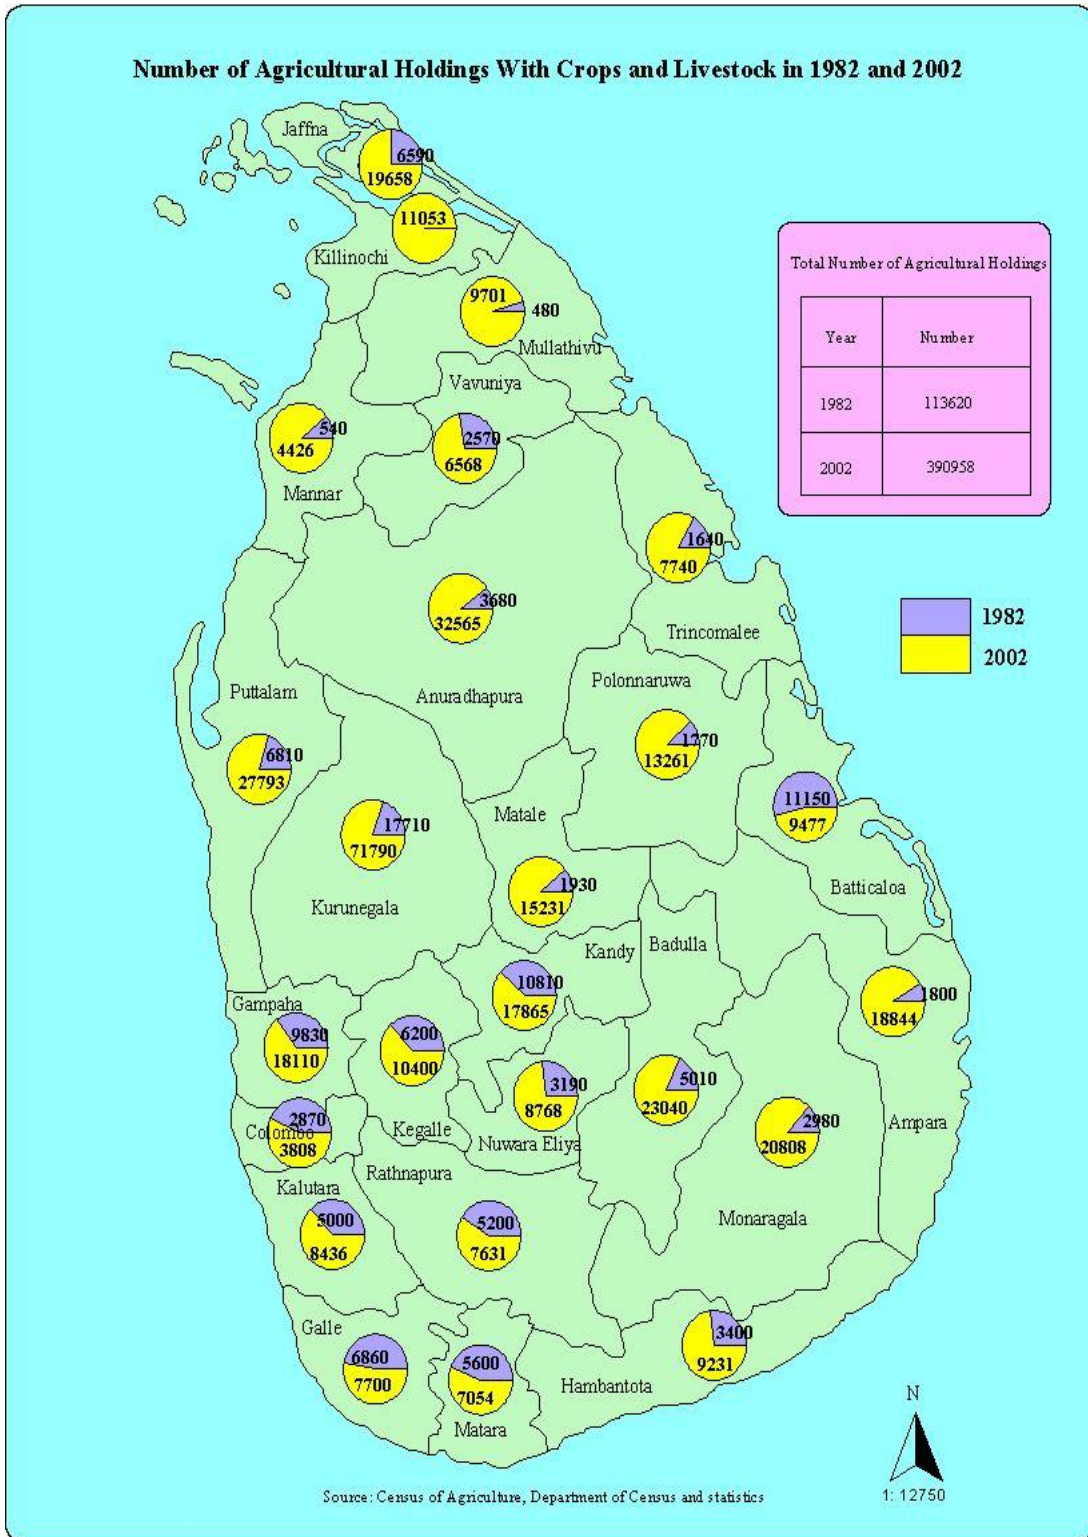 Number of Agricultural Holdings With Crops and Livestock in 1982 and 2002
Jaffna
6590
19658
11053
Killinochi
9701
480
Mullathivu
Vavuniya
540
4426
Mannar
2570
6568
1640
7740
Trincomalee
3680
32565
Anuradhapura
Puttalam
6810
27793
Polonnaruwa
1770
13261
17710
71790
Kurunegala
Matale
1930
15231
11150
9477
Batticaloa
Kandy
10810
17865
Badulla
5010
23040
1800
18844
Ampara
Gampaha
9830
18110
6200
10400
Kegalle
3190
8768
Nuwara Eliya
2980
20808
Monaragala
2870
Colombo
3808
Kalutara
5000
8436
Rathnapura
5200
7631
Galle
6860
7700
5600
7054
Matara
3400
9231
Hambantota
Total Number of Agricultural Holdings
Year Number
1982 113620
2002 390958
1982
2002
N
1: 12750
Source: Census of Agriculture, Department of Census and statistics